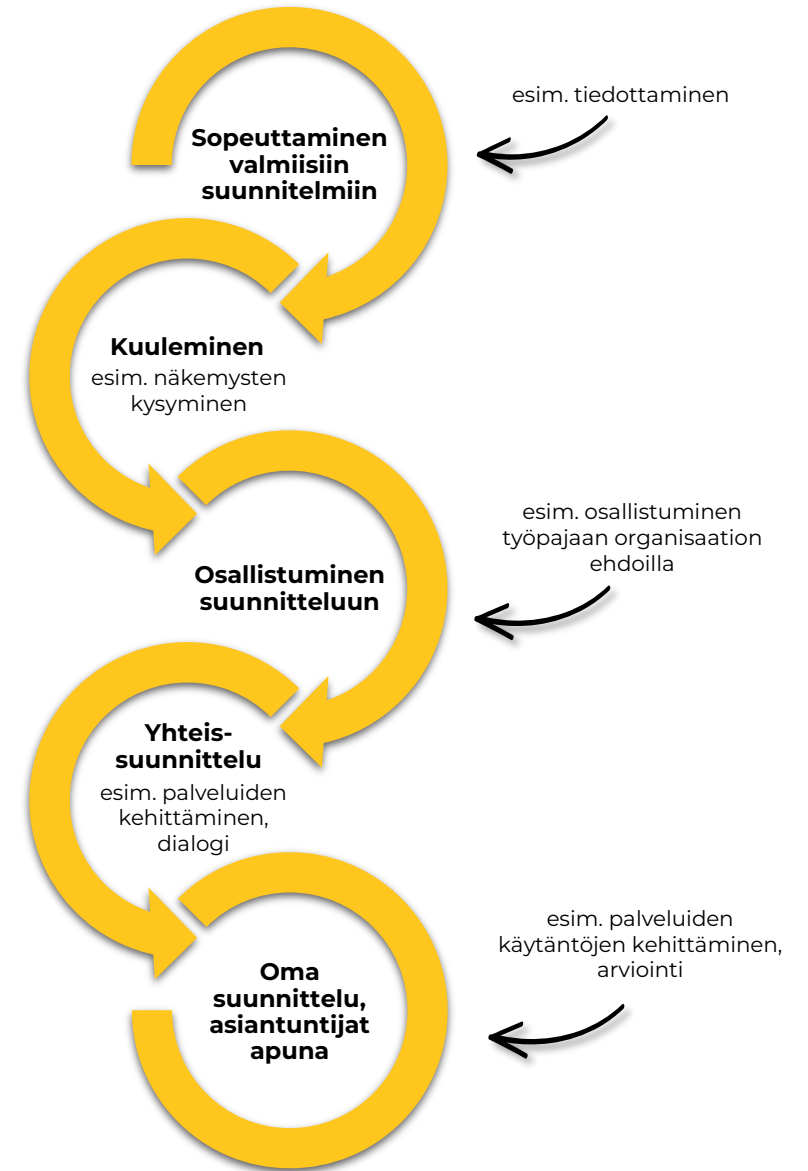 esim. tiedottaminen
Sopeuttaminen
valmiisiin
suunnitelmiin
Kuuleminen
esim. näkemysten
kysyminen
esim. osallistuminen
työpajaan organisaation
ehdoilla
Osallistuminen
suunnitteluun
Yhteis-
suunnittelu
esim. palveluiden
kehittäminen,
dialogi
esim. palveluiden
käytäntöjen kehittäminen,
arviointi
Oma
suunnittelu,
asiantuntijat
apuna